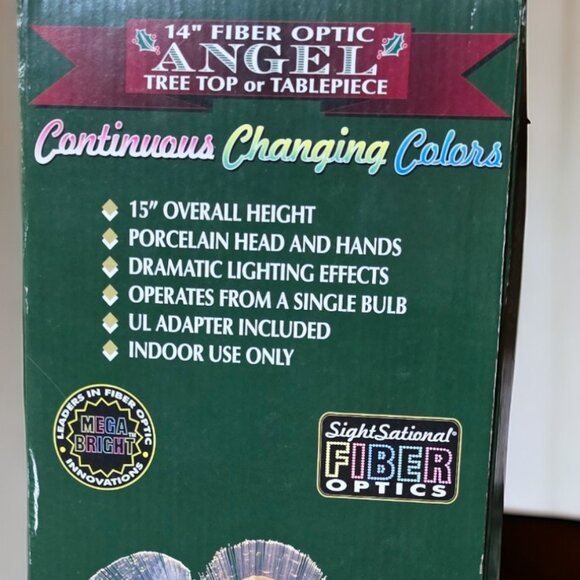 14" FIBER OPTIC
ANGEL
TREE TOP or TABLEPIECE
Continuous Changing Colors
15" OVERALL HEIGHT
PORCELAIN HEAD AND HANDS
DRAMATIC LIGHTING EFFECTS
OPERATES FROM A SINGLE BULB
UL ADAPTER INCLUDED
INDOOR USE ONLY
LEADERS IN FIBER OPTIC
MEGA
BRIGHT™
INNOVATIONS
SightSational®
FIBER
OPTICS